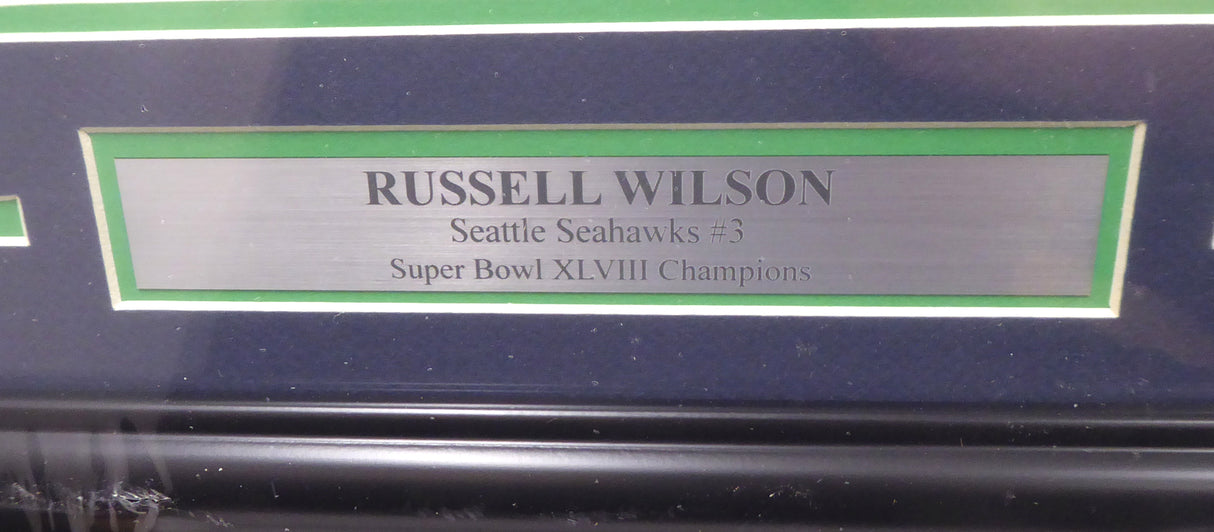 RUSSELL WILSON
Seattle Seahawks #3
Super Bowl XLVIII Champions